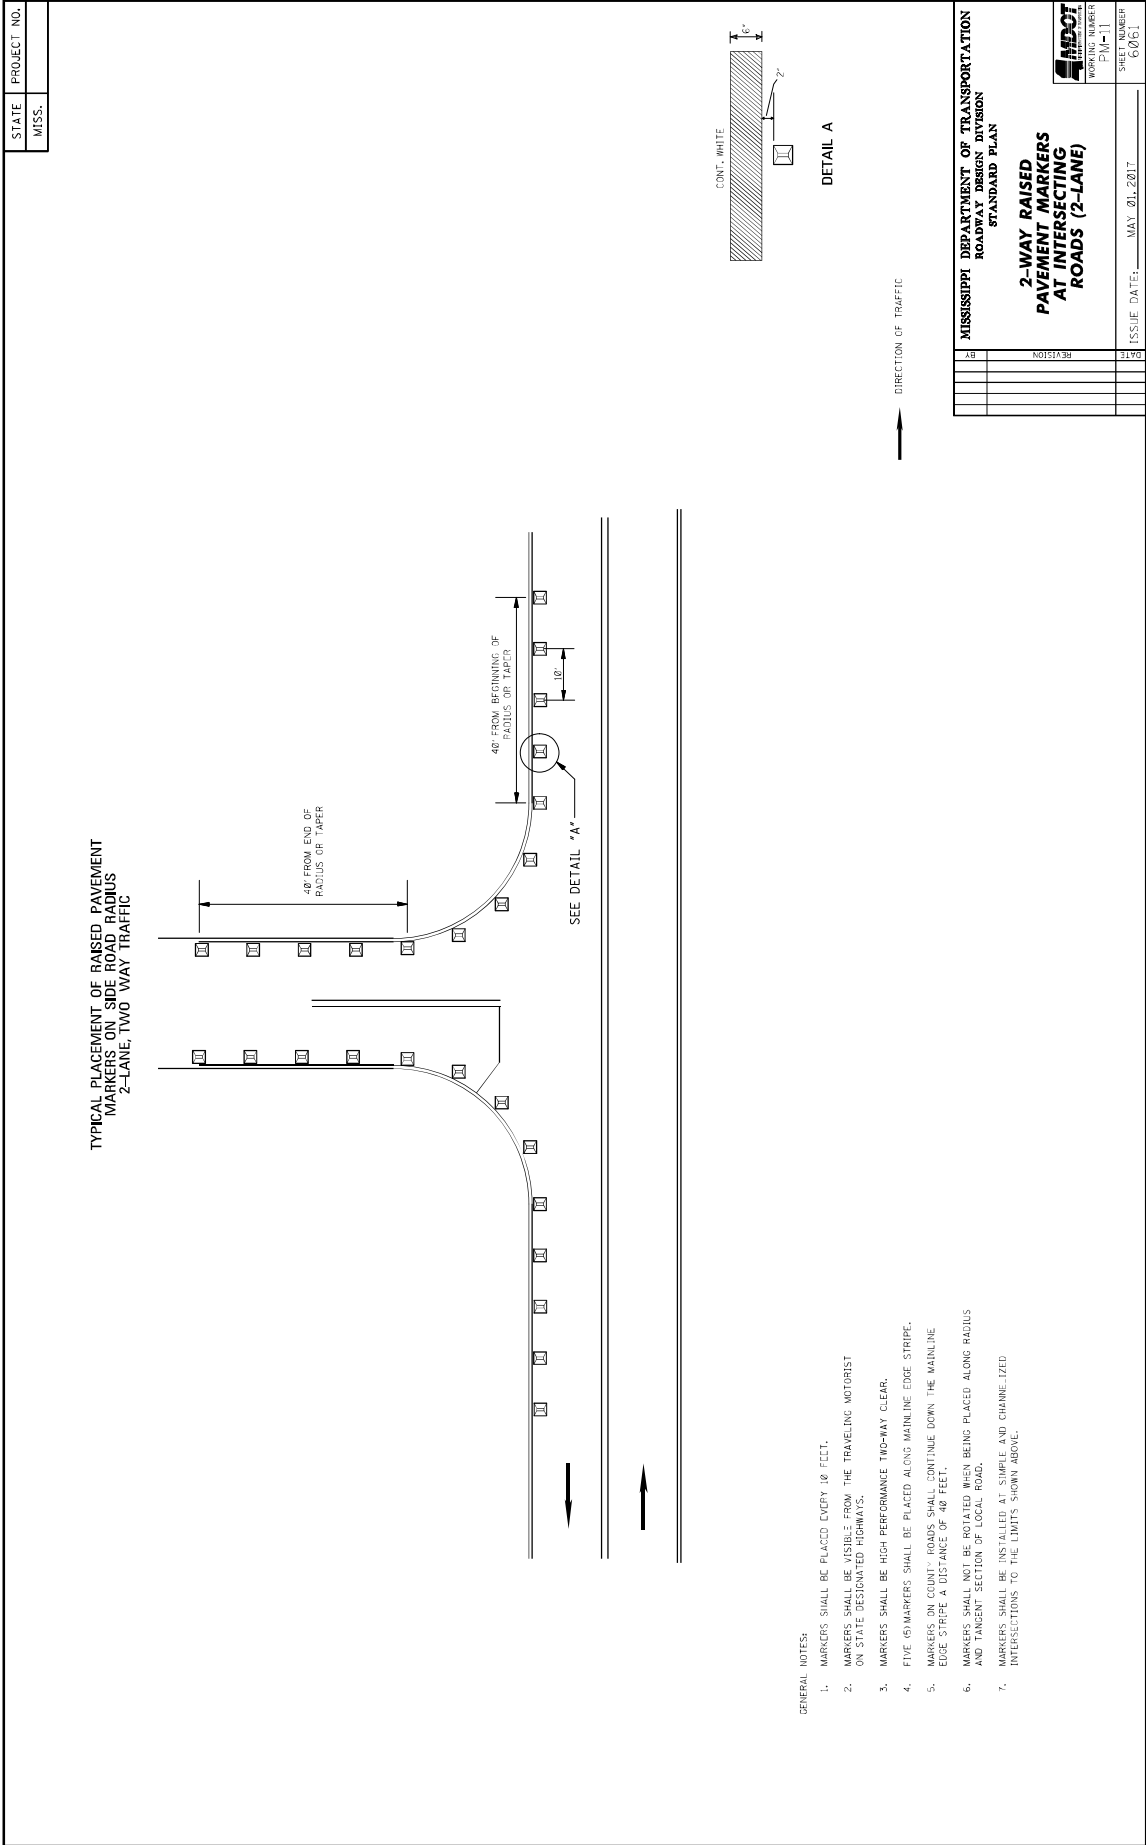 STATE PROJECT NO.
MISS.
TYPICAL PLACEMENT OF RAISED PAVEMENT
MARKERS ON SIDE ROAD RADIUS
2-LANE, TWO WAY TRAFFIC
40' FROM END OF
RADIUS OR TAPER
40' FROM BEGINNING OF
RADIUS OR TAPER
10'
SEE DETAIL "A"
CONT. WHITE
6"
2"
DETAIL A
DIRECTION OF TRAFFIC
GENERAL NOTES:
1. MARKERS SHALL BE PLACED EVERY 10 FEET.
2. MARKERS SHALL BE VISIBLE FROM THE TRAVELING MOTORIST
ON STATE DESIGNATED HIGHWAYS.
3. MARKERS SHALL BE HIGH PERFORMANCE TWO-WAY CLEAR.
4. FIVE (5) MARKERS SHALL BE PLACED ALONG MAINLINE EDGE STRIPE.
5. MARKERS ON COUNTY ROADS SHALL CONTINUE DOWN THE MAINLINE
EDGE STRIPE A DISTANCE OF 40 FEET.
6. MARKERS SHALL NOT BE ROTATED WHEN BEING PLACED ALONG RADIUS
AND TANGENT SECTION OF LOCAL ROAD.
7. MARKERS SHALL BE INSTALLED AT SIMPLE AND CHANNELIZED
INTERSECTIONS TO THE LIMITS SHOWN ABOVE.
BY
REVISION
DATE
MISSISSIPPI DEPARTMENT OF TRANSPORTATION
ROADWAY DESIGN DIVISION
STANDARD PLAN
2-WAY RAISED
PAVEMENT MARKERS
AT INTERSECTING
ROADS (2-LANE)
ISSUE DATE: MAY 01, 2017
MDOT
WORKING NUMBER
PM-11
SHEET NUMBER
6061